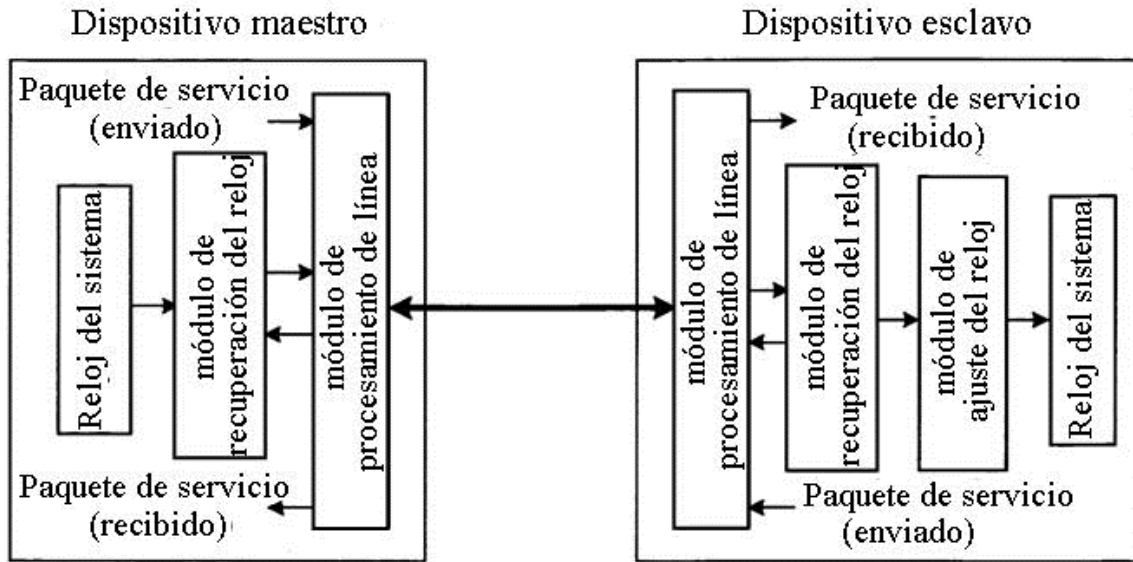 Dispositivo maestro
Paquete de servicio
(enviado)
Reloj del sistema
módulo de
recuperación del reloj
módulo de
procesamiento de línea
Paquete de servicio
(recibido)
Dispositivo esclavo
módulo de
procesamiento de línea
Paquete de servicio
(recibido)
módulo de
recuperación del reloj
módulo de
ajuste del reloj
Reloj del sistema
Paquete de servicio
(enviado)